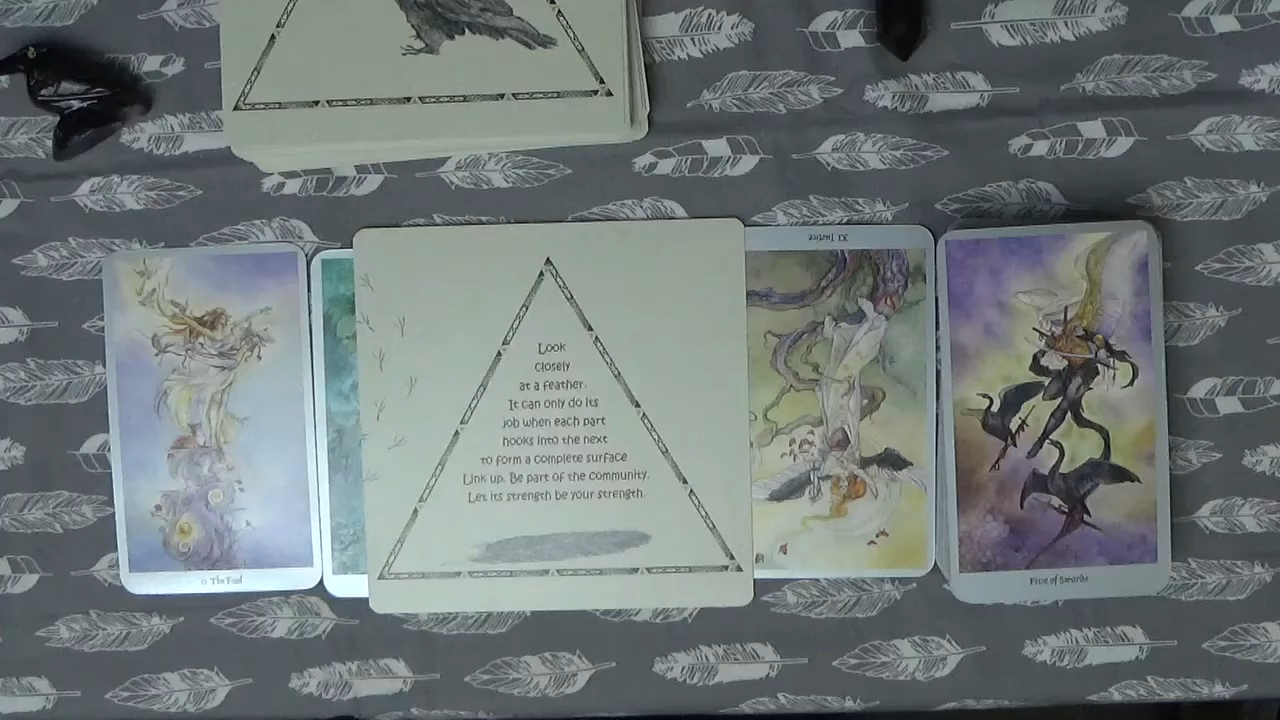 XI Justice
Look
closely
at a feather.
It can only do its
job when each part
hooks into the next
to form a complete surface
Link up. Be part of the community.
Let its strength be your strength.
0 The Fool
Five of Swords